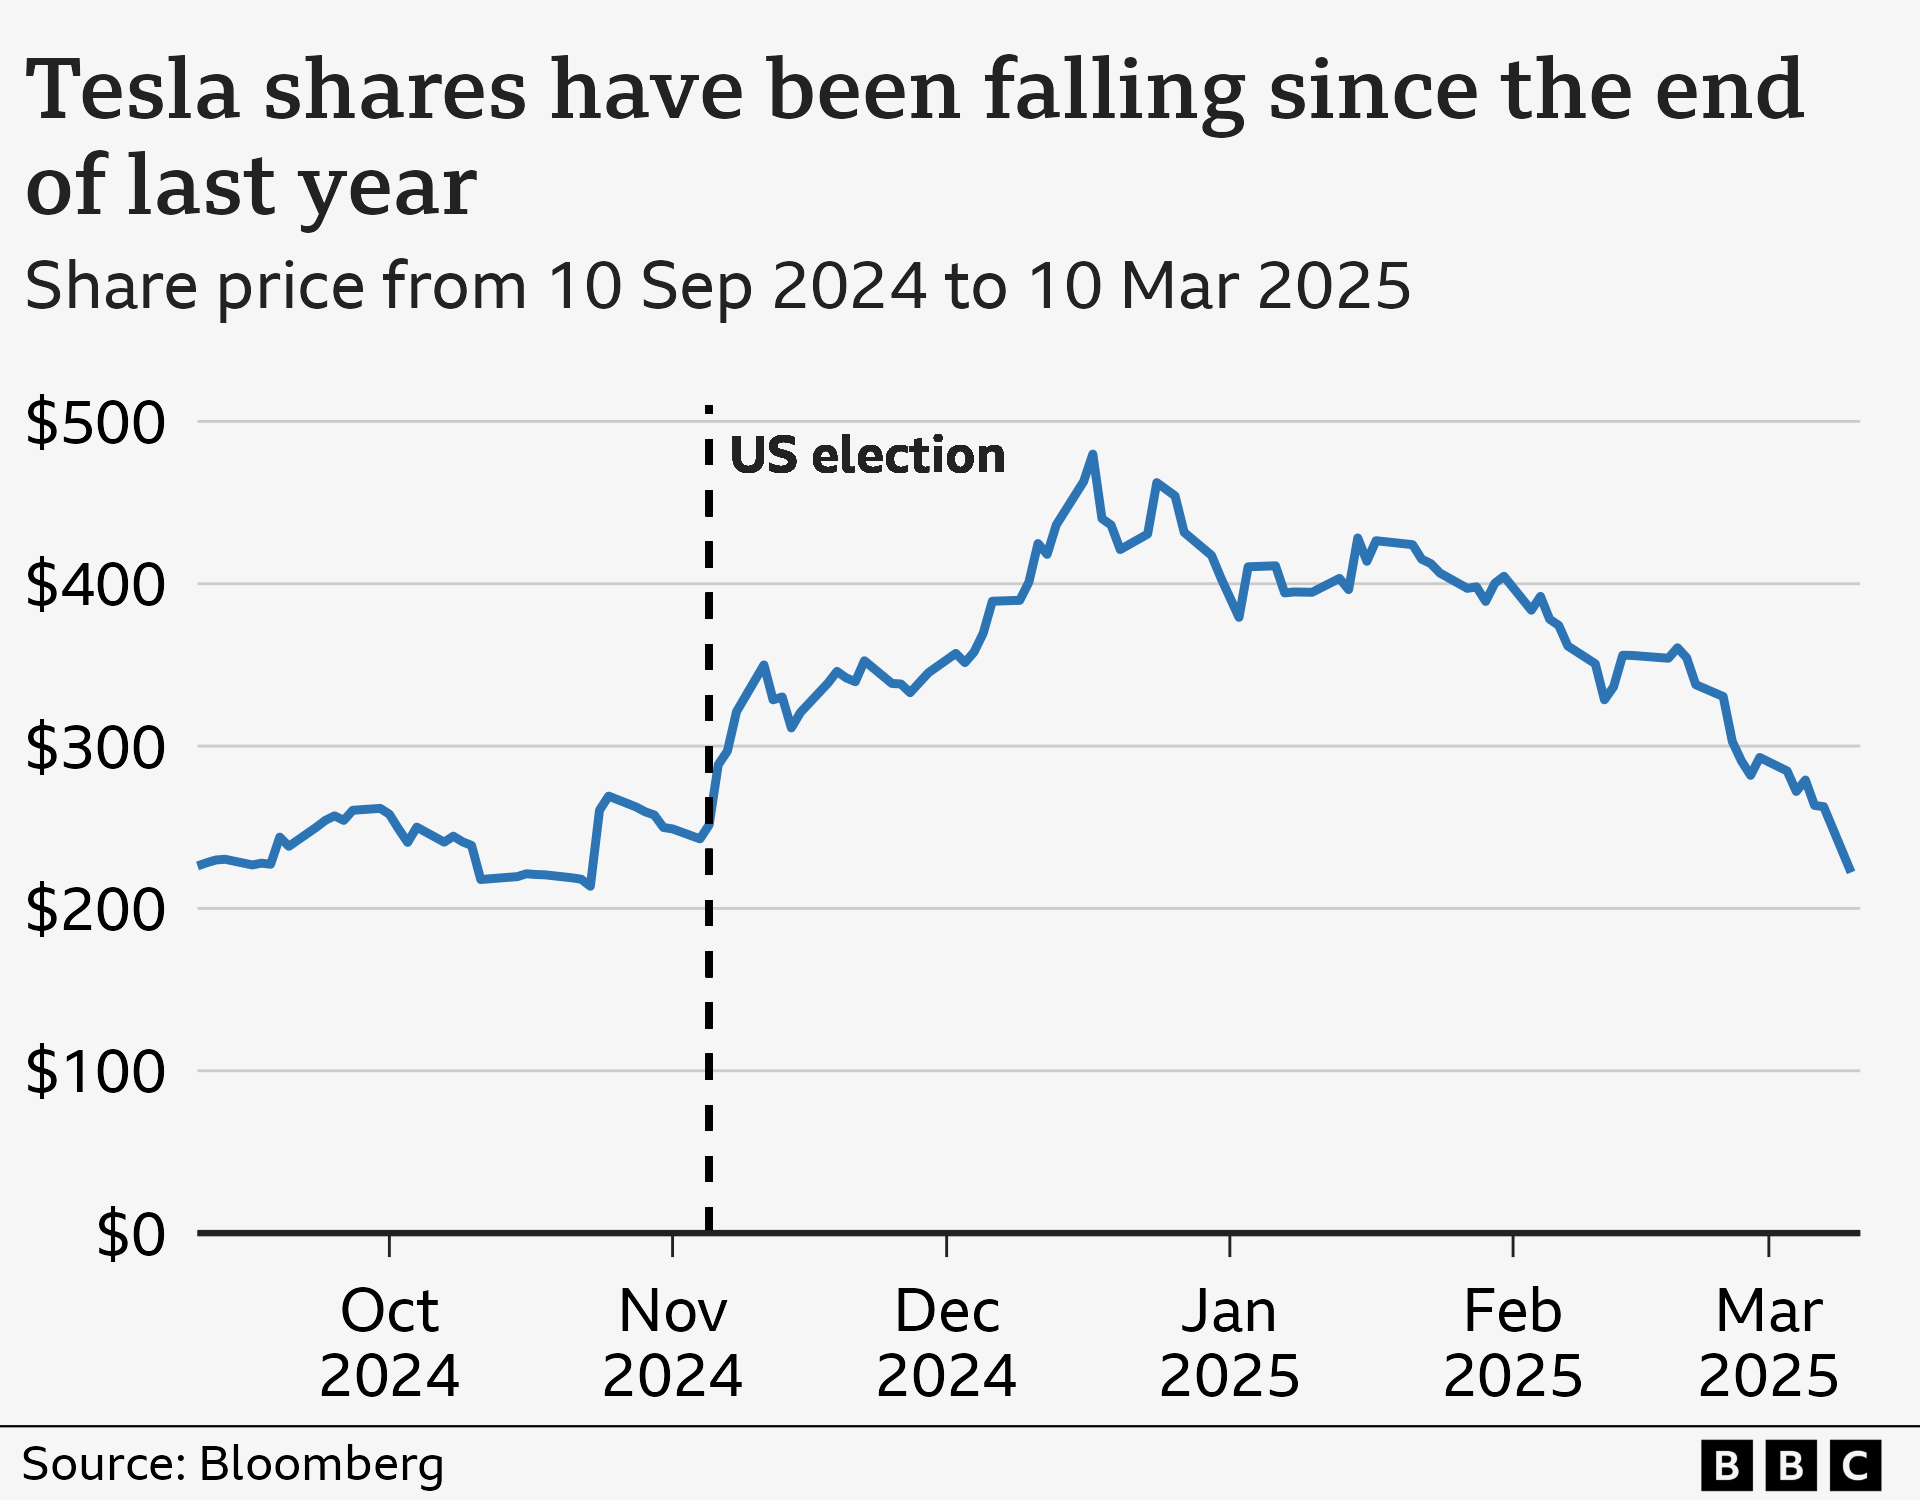 Tesla shares have been falling since the end
of last year
Share price from 10 Sep 2024 to 10 Mar 2025
$500
US election
$400
$300
$200
$100
$0
Oct Nov Dec Jan Feb Mar
2024 2024 2024 2025 2025 2025
Source: Bloomberg
BBC